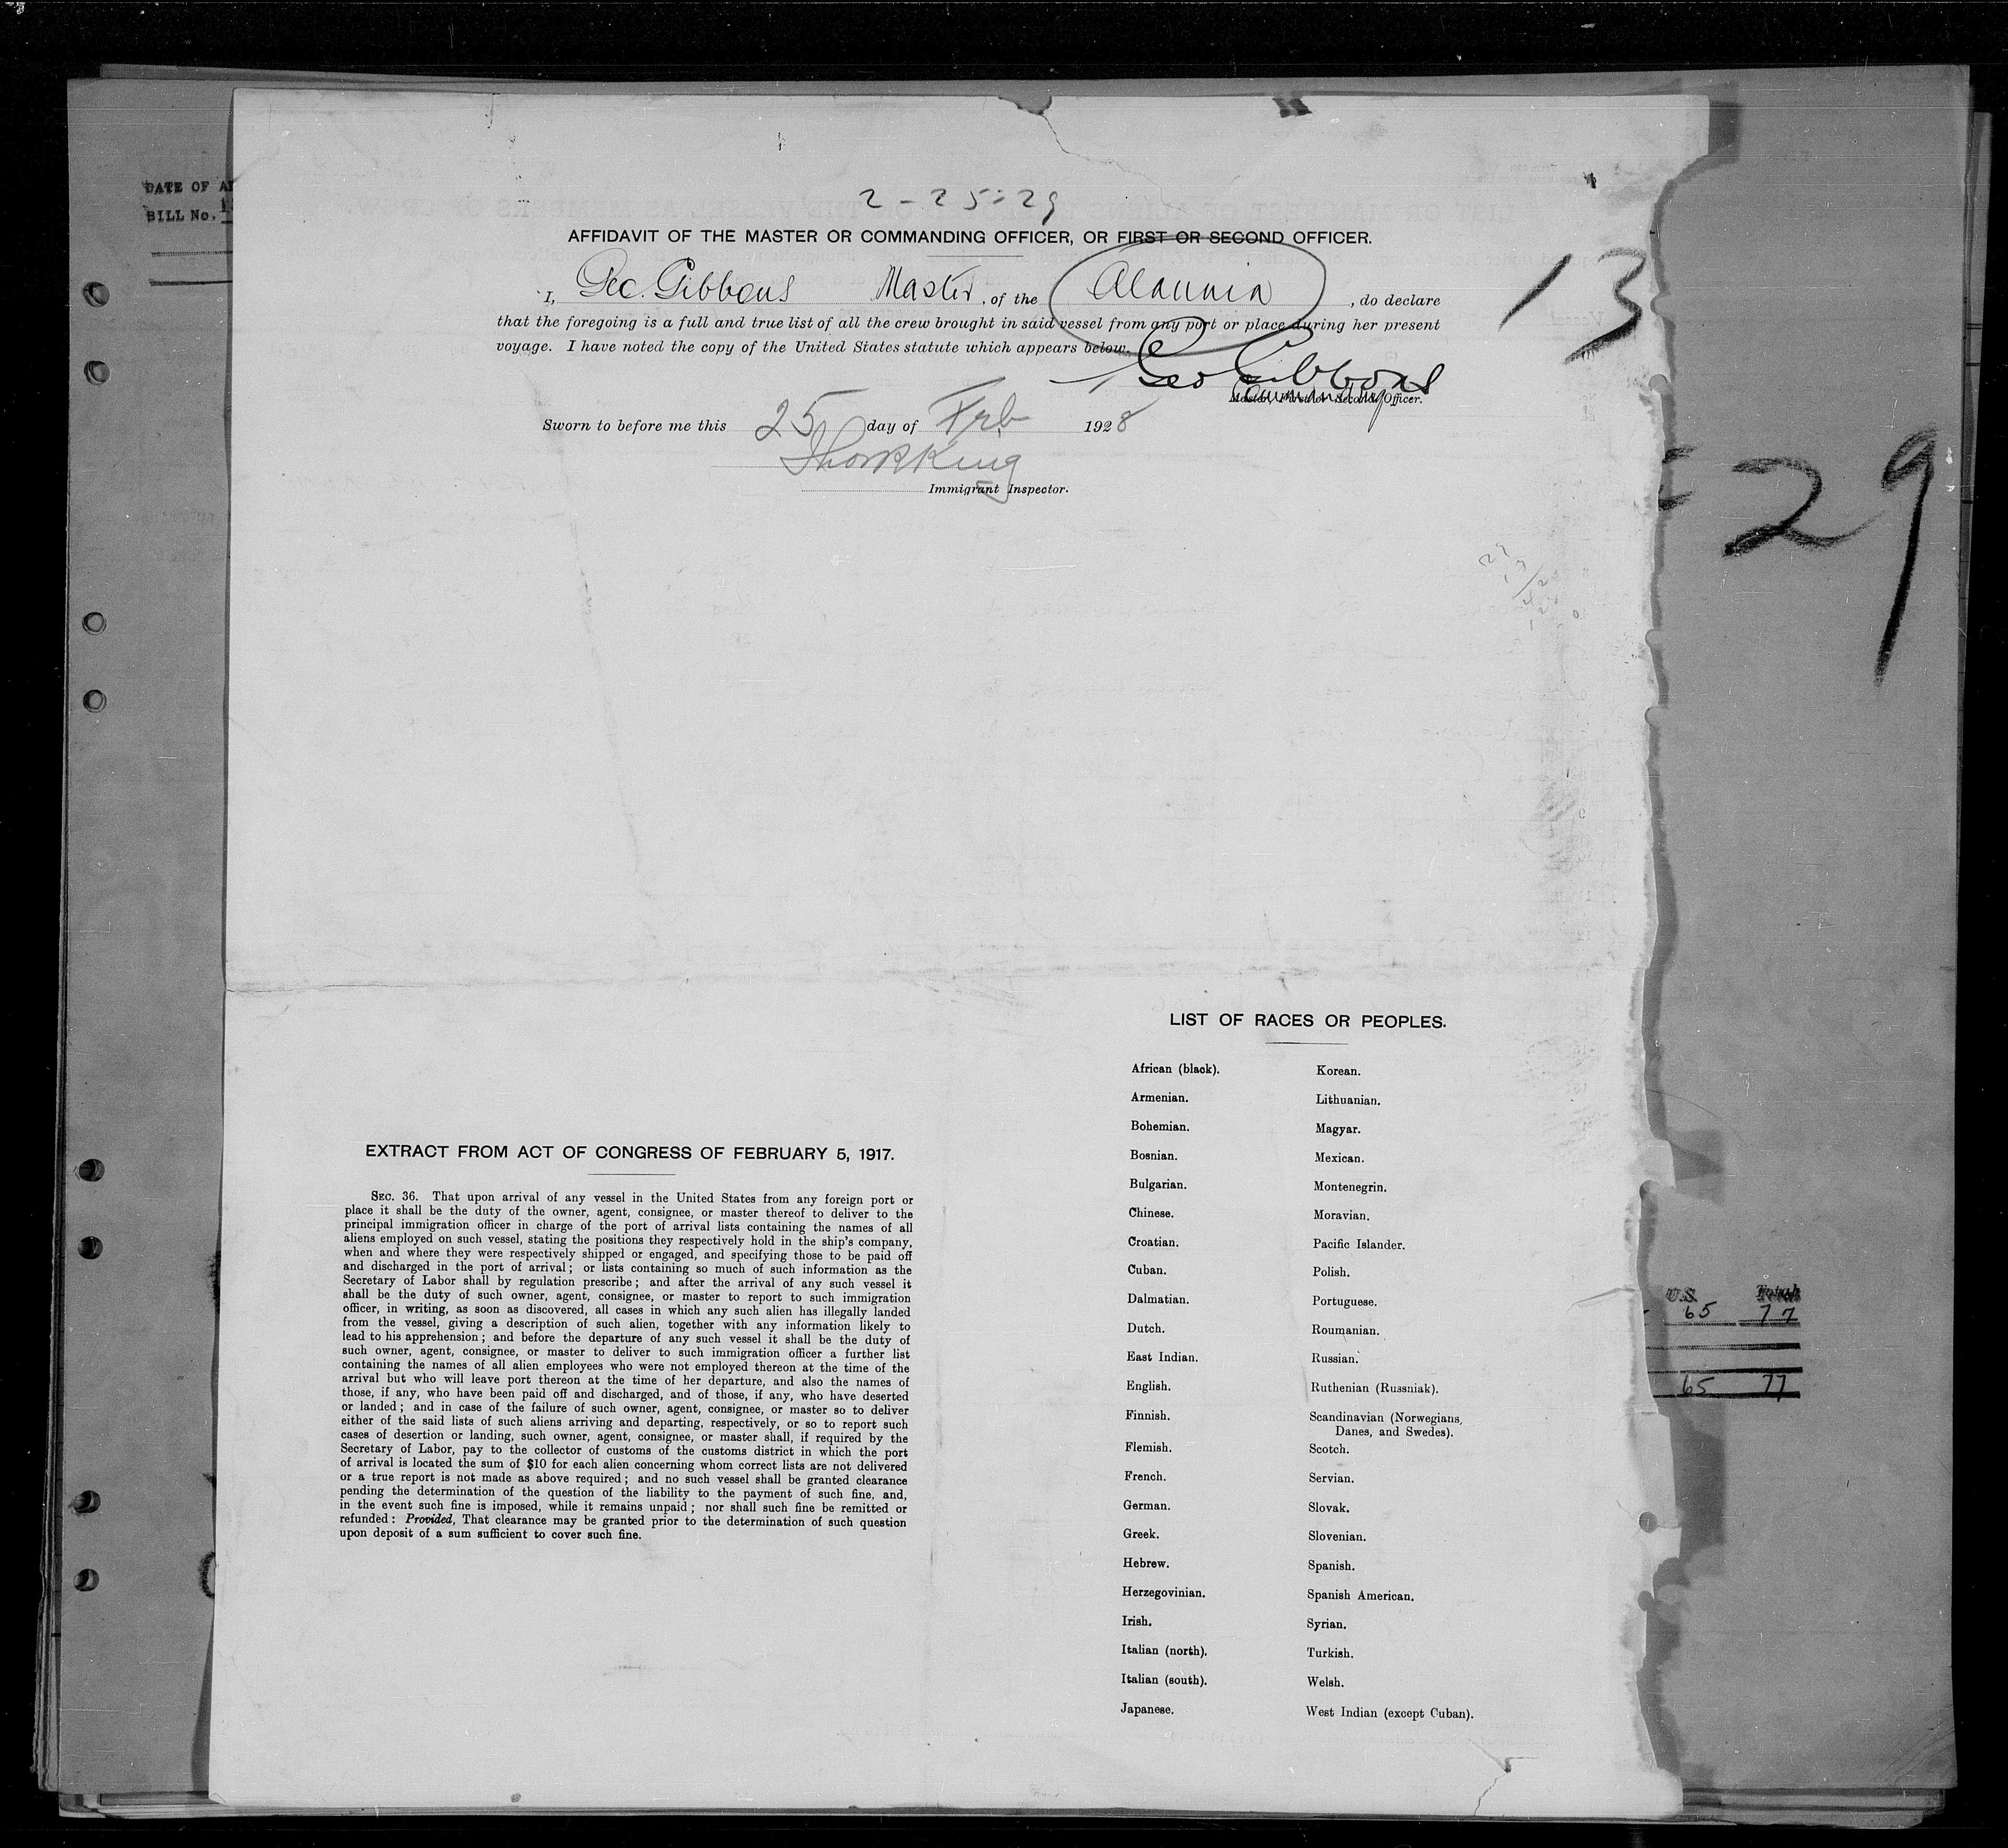 DATE OF A
BILL No. 1
2 - 25 - 29
AFFIDAVIT OF THE MASTER OR COMMANDING OFFICER, OR FIRST OR SECOND OFFICER.
I, Geo. Gibbons Master, of the Alaunia, do declare
that the foregoing is a full and true list of all the crew brought in said vessel from any port or place during her present
voyage. I have noted the copy of the United States statute which appears below.
13
Geo Gibbons
Commanding
Master, First or Second Officer.
Sworn to before me this 25 day of Feb 1928
King
Immigrant Inspector.
29
LIST OF RACES OR PEOPLES.
African (black).
Armenian.
Bohemian.
Bosnian.
Bulgarian.
Chinese.
Croatian.
Cuban.
Dalmatian.
Dutch.
East Indian.
English.
Finnish.
Flemish.
French.
German.
Greek.
Hebrew.
Herzegovinian.
Irish.
Italian (north).
Italian (south).
Japanese.
Korean.
Lithuanian.
Magyar.
Mexican.
Montenegrin.
Moravian.
Pacific Islander.
Polish.
Portuguese.
Roumanian.
Russian.
Ruthenian (Russniak).
Scandinavian (Norwegians,
Danes, and Swedes).
Scotch.
Servian.
Slovak.
Slovenian.
Spanish.
Spanish American.
Syrian.
Turkish.
Welsh.
West Indian (except Cuban).
EXTRACT FROM ACT OF CONGRESS OF FEBRUARY 5, 1917.
SEC. 36. That upon arrival of any vessel in the United States from any foreign port or
place it shall be the duty of the owner, agent, consignee, or master thereof to deliver to the
principal immigration officer in charge of the port of arrival lists containing the names of all
aliens employed on such vessel, stating the positions they respectively hold in the ship's company,
when and where they were respectively shipped or engaged, and specifying those to be paid off
and discharged in the port of arrival; or lists containing so much of such information as the
Secretary of Labor shall by regulation prescribe; and after the arrival of any such vessel it
shall be the duty of such owner, agent, consignee, or master to report to such immigration
officer, in writing, as soon as discovered, all cases in which any such alien has illegally landed
from the vessel, giving a description of such alien, together with any information likely to
lead to his apprehension; and before the departure of any such vessel it shall be the duty of
such owner, agent, consignee, or master to deliver to such immigration officer a further list
containing the names of all alien employees who were not employed thereon at the time of the
arrival but who will leave port thereon at the time of her departure, and also the names of
those, if any, who have been paid off and discharged, and of those, if any, who have deserted
or landed; and in case of the failure of such owner, agent, consignee, or master so to deliver
either of the said lists of such aliens arriving and departing, respectively, or so to report such
cases of desertion or landing, such owner, agent, consignee, or master shall, if required by the
Secretary of Labor, pay to the collector of customs of the customs district in which the port
of arrival is located the sum of $10 for each alien concerning whom correct lists are not delivered
or a true report is not made as above required; and no such vessel shall be granted clearance
pending the determination of the question of the liability to the payment of such fine, and,
in the event such fine is imposed, while it remains unpaid; nor shall such fine be remitted or
refunded: Provided, That clearance may be granted prior to the determination of such question
upon deposit of a sum sufficient to cover such fine.
US. Total
65 77
65 77